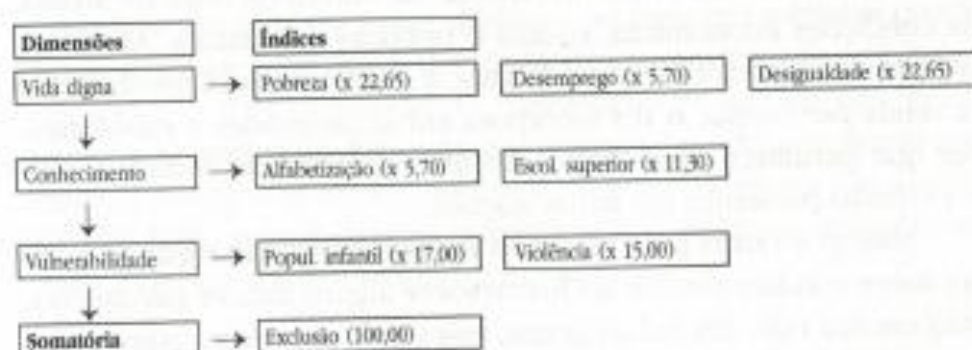 Dimensões Índices
Vida digna Pobreza (x 22,65) Desemprego (x 5,70) Desigualdade (x 22,65)
Conhecimento Alfabetização (x 5,70) Escol. superior (x 11,30)
Vulnerabilidade Popul. infantil (x 17,00) Violência (x 15,00)
Somatória Exclusão (100,00)